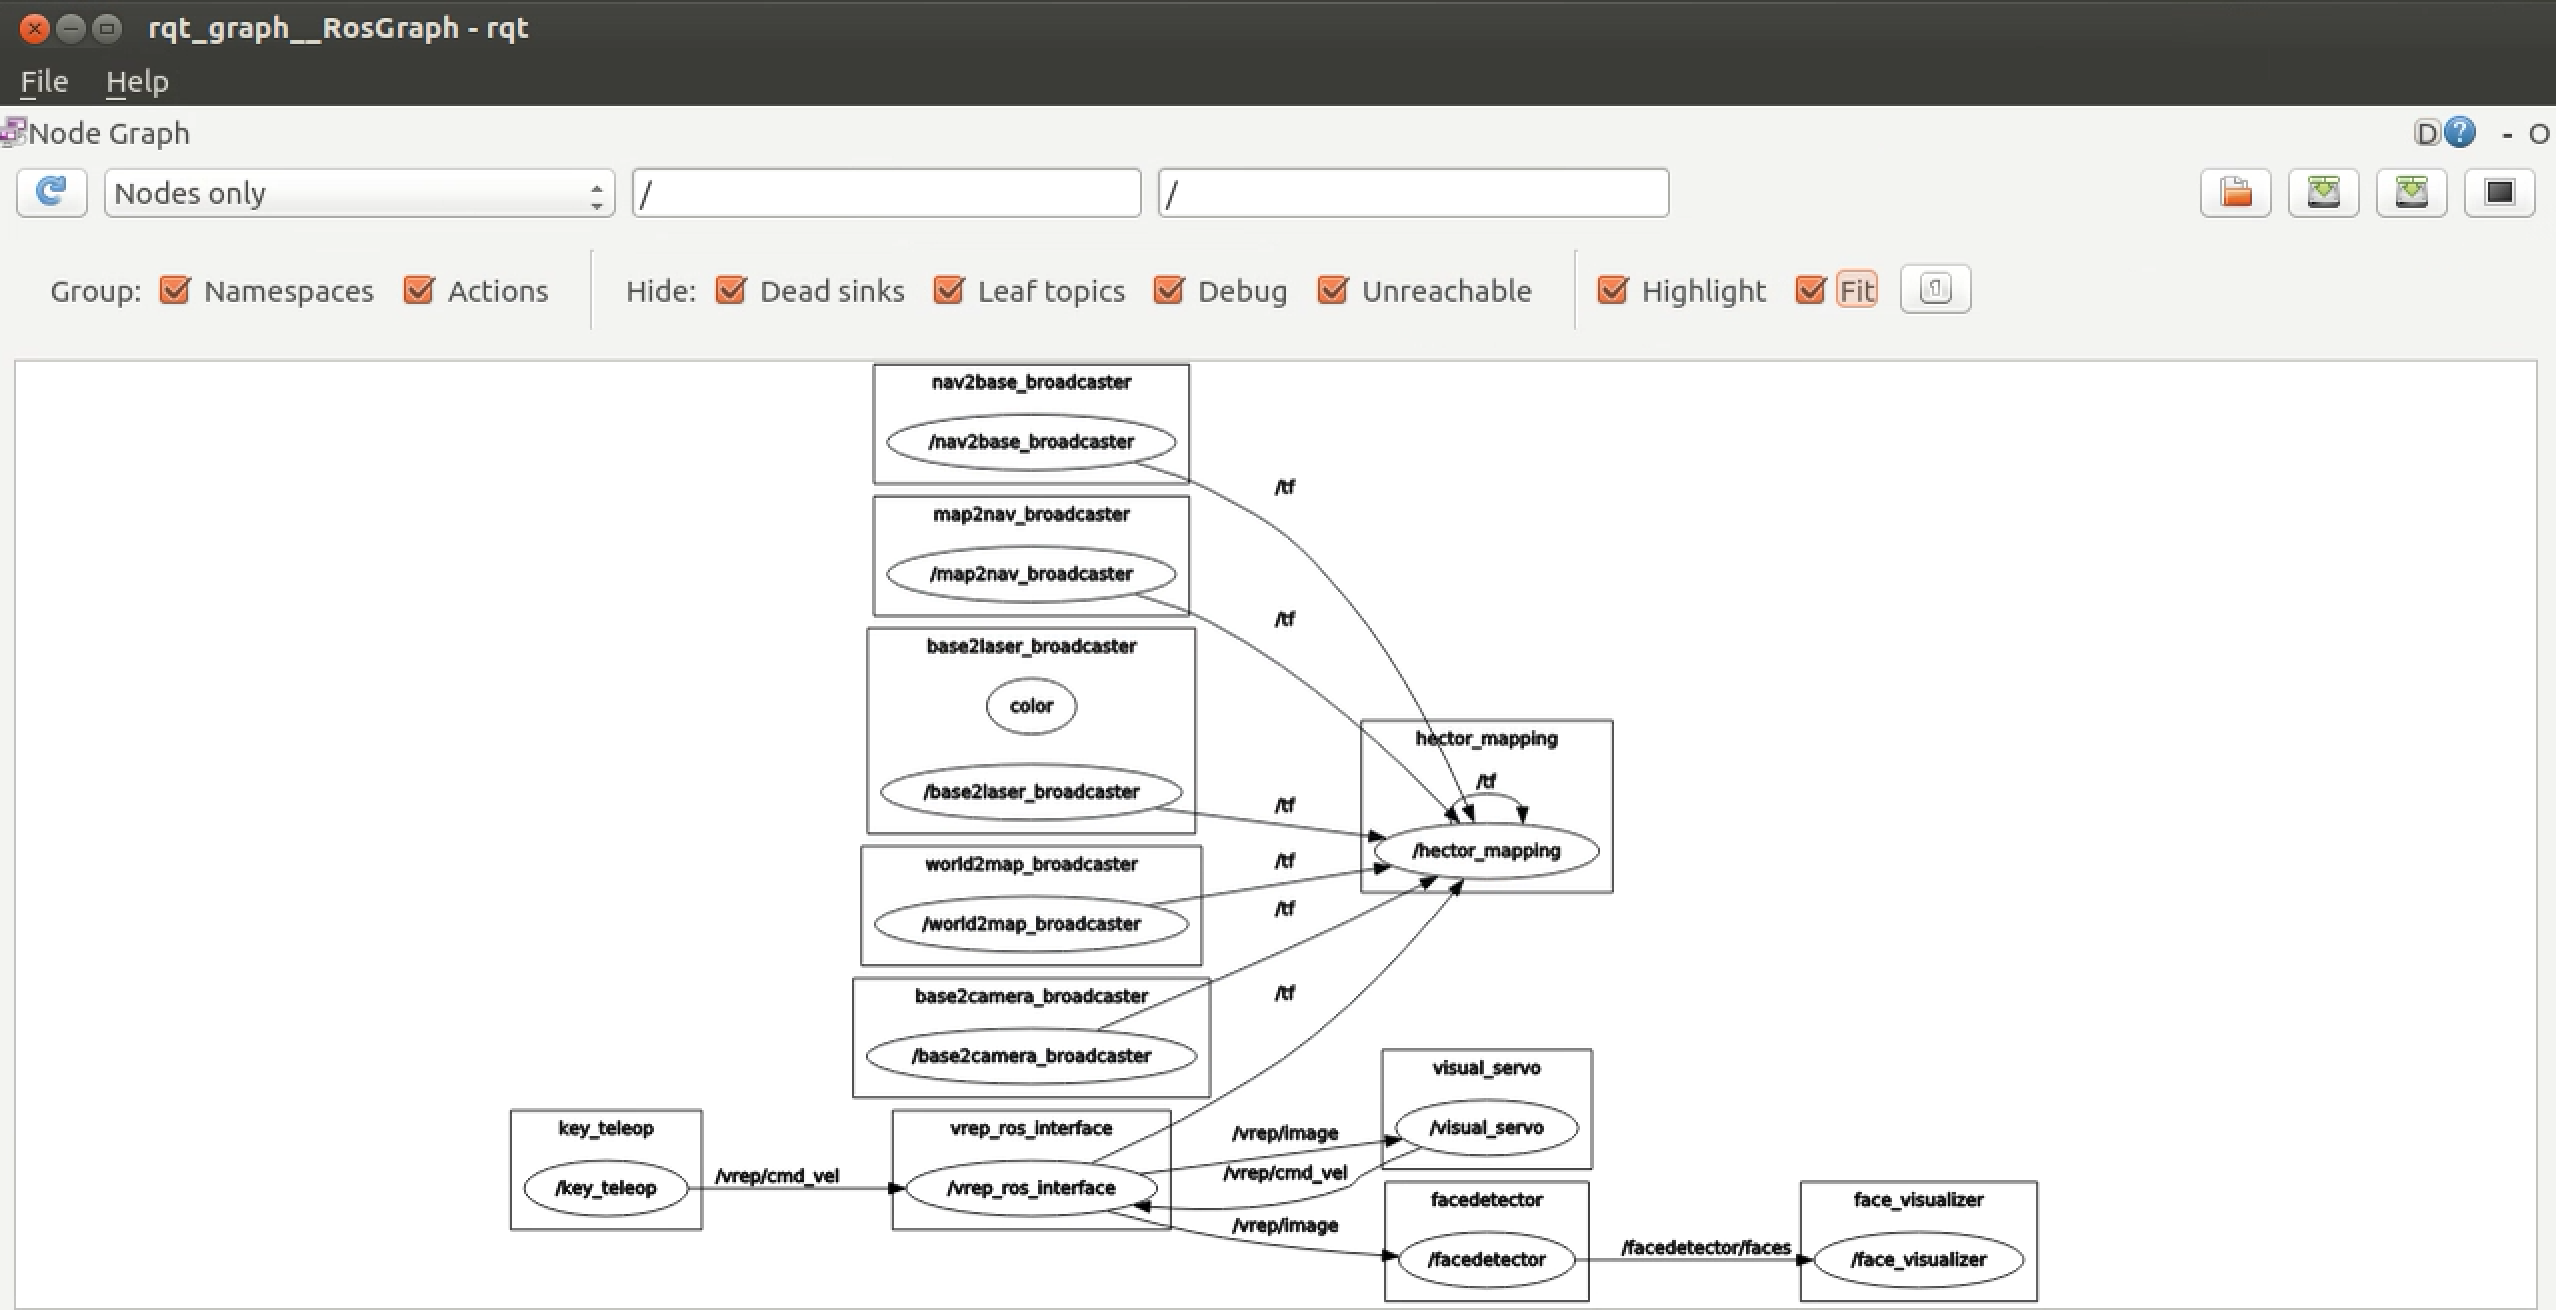 rqt_graph__RosGraph - rqt
File Help
Node Graph
D ? - O
Nodes only / /
Group: Namespaces Actions Hide: Dead sinks Leaf topics Debug Unreachable Highlight Fit
nav2base_broadcaster
/nav2base_broadcaster
/tf
map2nav_broadcaster
/map2nav_broadcaster
/tf
base2laser_broadcaster
color
/base2laser_broadcaster
/tf
hector_mapping
/tf
/hector_mapping
world2map_broadcaster
/world2map_broadcaster
/tf
/tf
base2camera_broadcaster
/base2camera_broadcaster
/tf
key_teleop
/key_teleop
/vrep/cmd_vel
vrep_ros_interface
/vrep_ros_interface
/vrep/image
/vrep/cmd_vel
/vrep/image
visual_servo
/visual_servo
facedetector
/facedetector
/facedetector/faces
face_visualizer
/face_visualizer